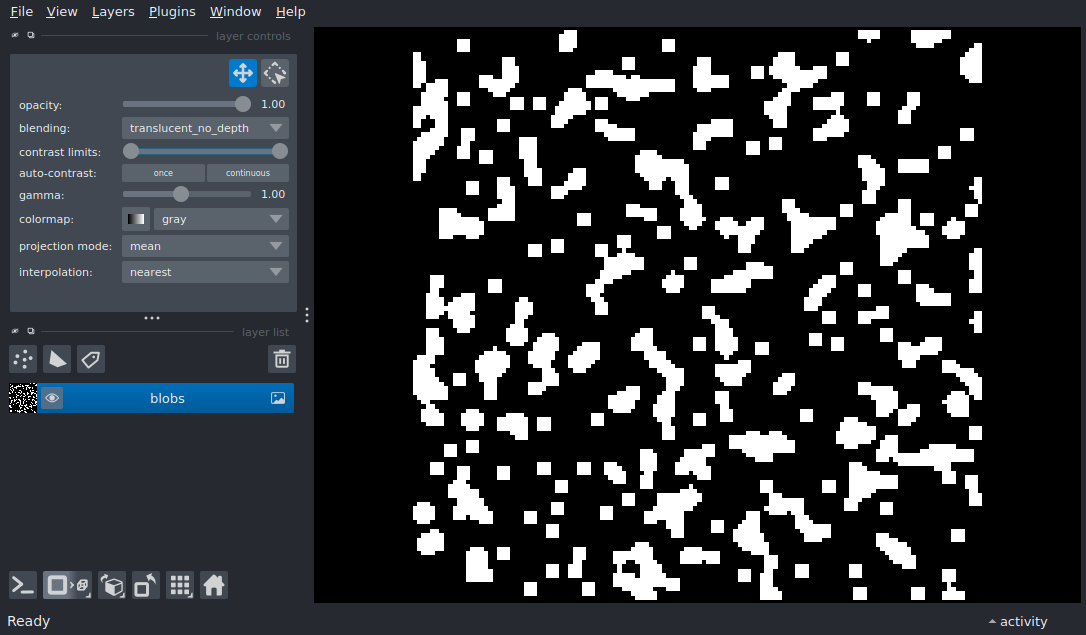 File View Layers Plugins Window Help
layer controls
opacity: 1.00
blending: translucent_no_depth
contrast limits:
auto-contrast: once continuous
gamma: 1.00
colormap: gray
projection mode: mean
interpolation: nearest
layer list
blobs
Ready activity